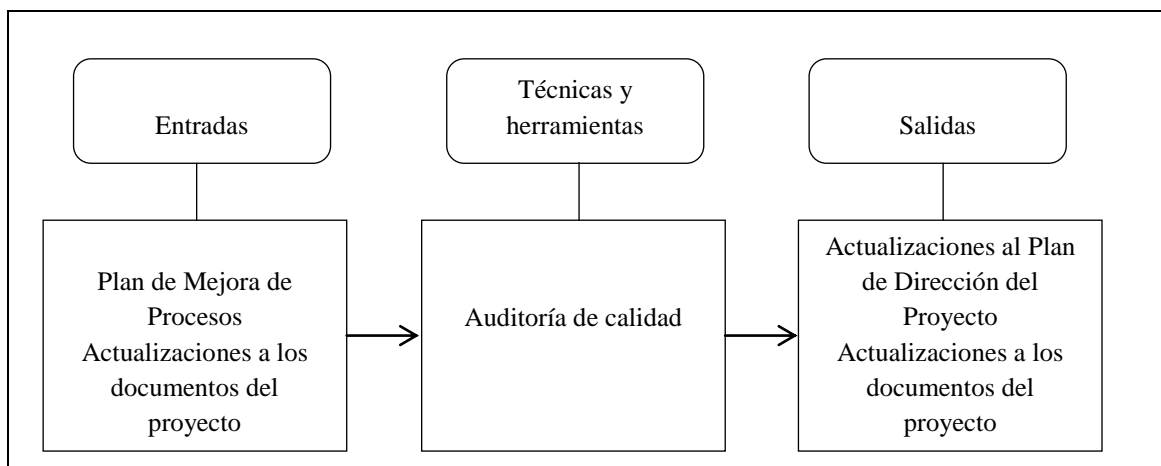 Entradas
Técnicas y
herramientas
Salidas
Plan de Mejora de
Procesos
Actualizaciones a los
documentos del
proyecto
Auditoría de calidad
Actualizaciones al Plan
de Dirección del
Proyecto
Actualizaciones a los
documentos del
proyecto